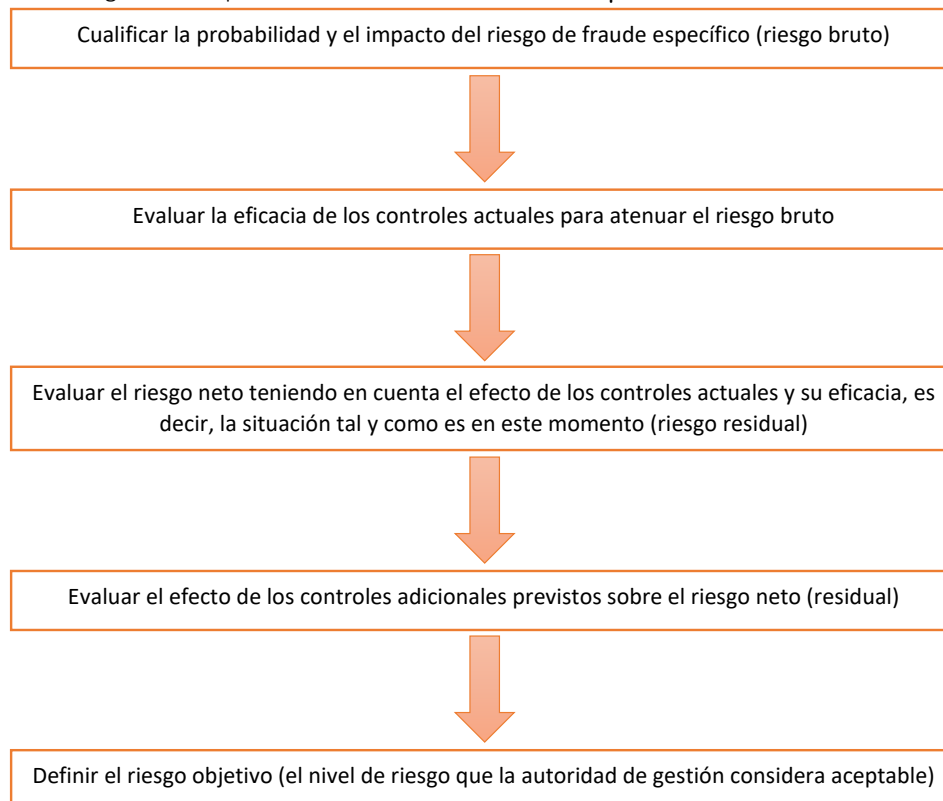 Cualificar la probabilidad y el impacto del riesgo de fraude específico (riesgo bruto)
Evaluar la eficacia de los controles actuales para atenuar el riesgo bruto
Evaluar el riesgo neto teniendo en cuenta el efecto de los controles actuales y su eficacia, es
decir, la situación tal y como es en este momento (riesgo residual)
Evaluar el efecto de los controles adicionales previstos sobre el riesgo neto (residual)
Definir el riesgo objetivo (el nivel de riesgo que la autoridad de gestión considera aceptable)